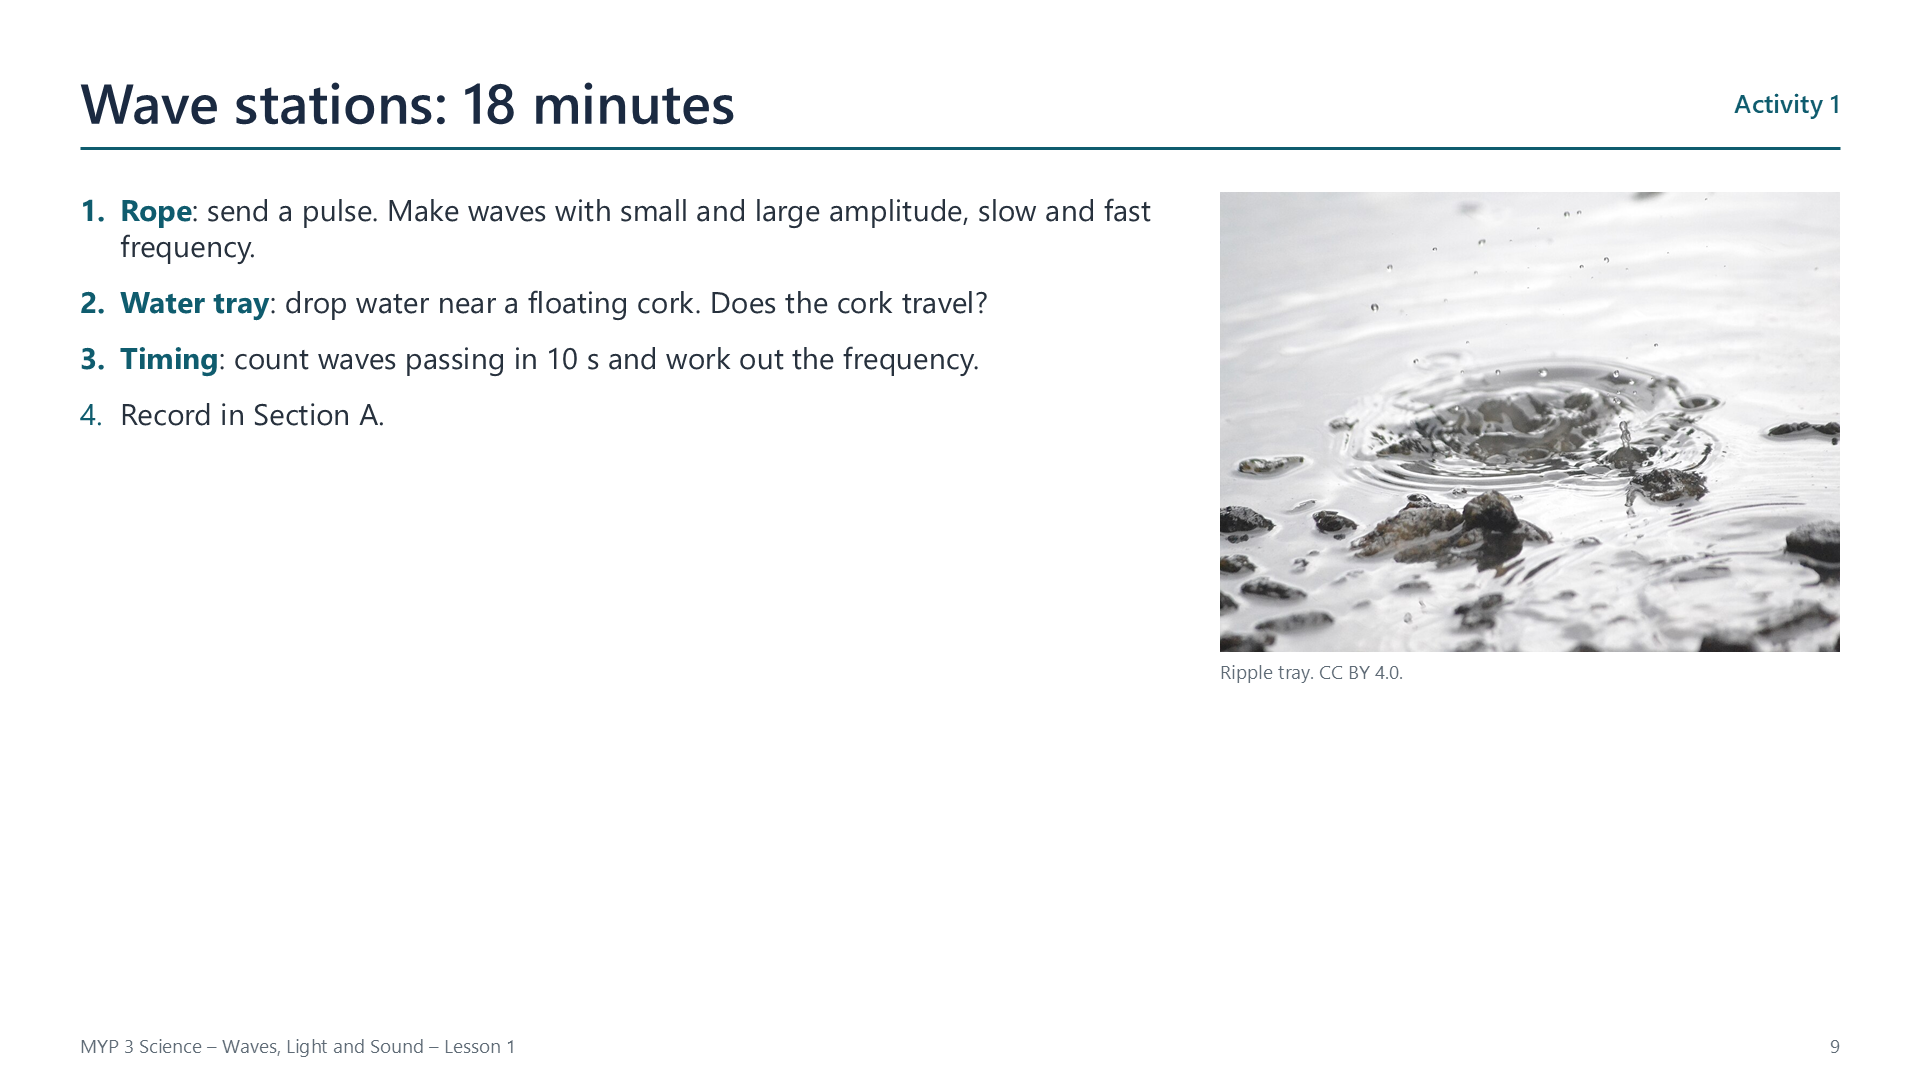 Wave stations: 18 minutes
Activity 1
1. Rope: send a pulse. Make waves with small and large amplitude, slow and fast
frequency.
2. Water tray: drop water near a floating cork. Does the cork travel?
3. Timing: count waves passing in 10 s and work out the frequency.
4. Record in Section A.
Ripple tray. CC BY 4.0.
MYP 3 Science – Waves, Light and Sound – Lesson 1
9